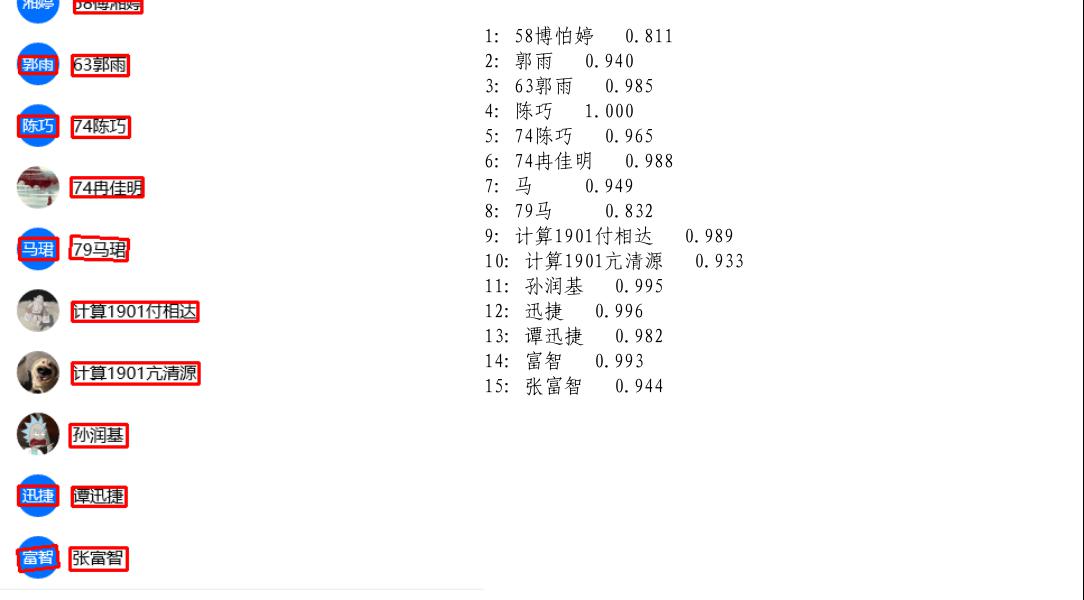 湘婷
58博湘婷
郭雨
63郭雨
陈巧
74陈巧
74冉佳明
马珺
79马珺
计算1901付相达
计算1901亢清源
孙润基
迅捷
谭迅捷
富智
张富智
1: 58博怕婷 0.811
2: 郭雨 0.940
3: 63郭雨 0.985
4: 陈巧 1.000
5: 74陈巧 0.965
6: 74冉佳明 0.988
7: 马 0.949
8: 79马 0.832
9: 计算1901付相达 0.989
10: 计算1901亢清源 0.933
11: 孙润基 0.995
12: 迅捷 0.996
13: 谭迅捷 0.982
14: 富智 0.993
15: 张富智 0.944